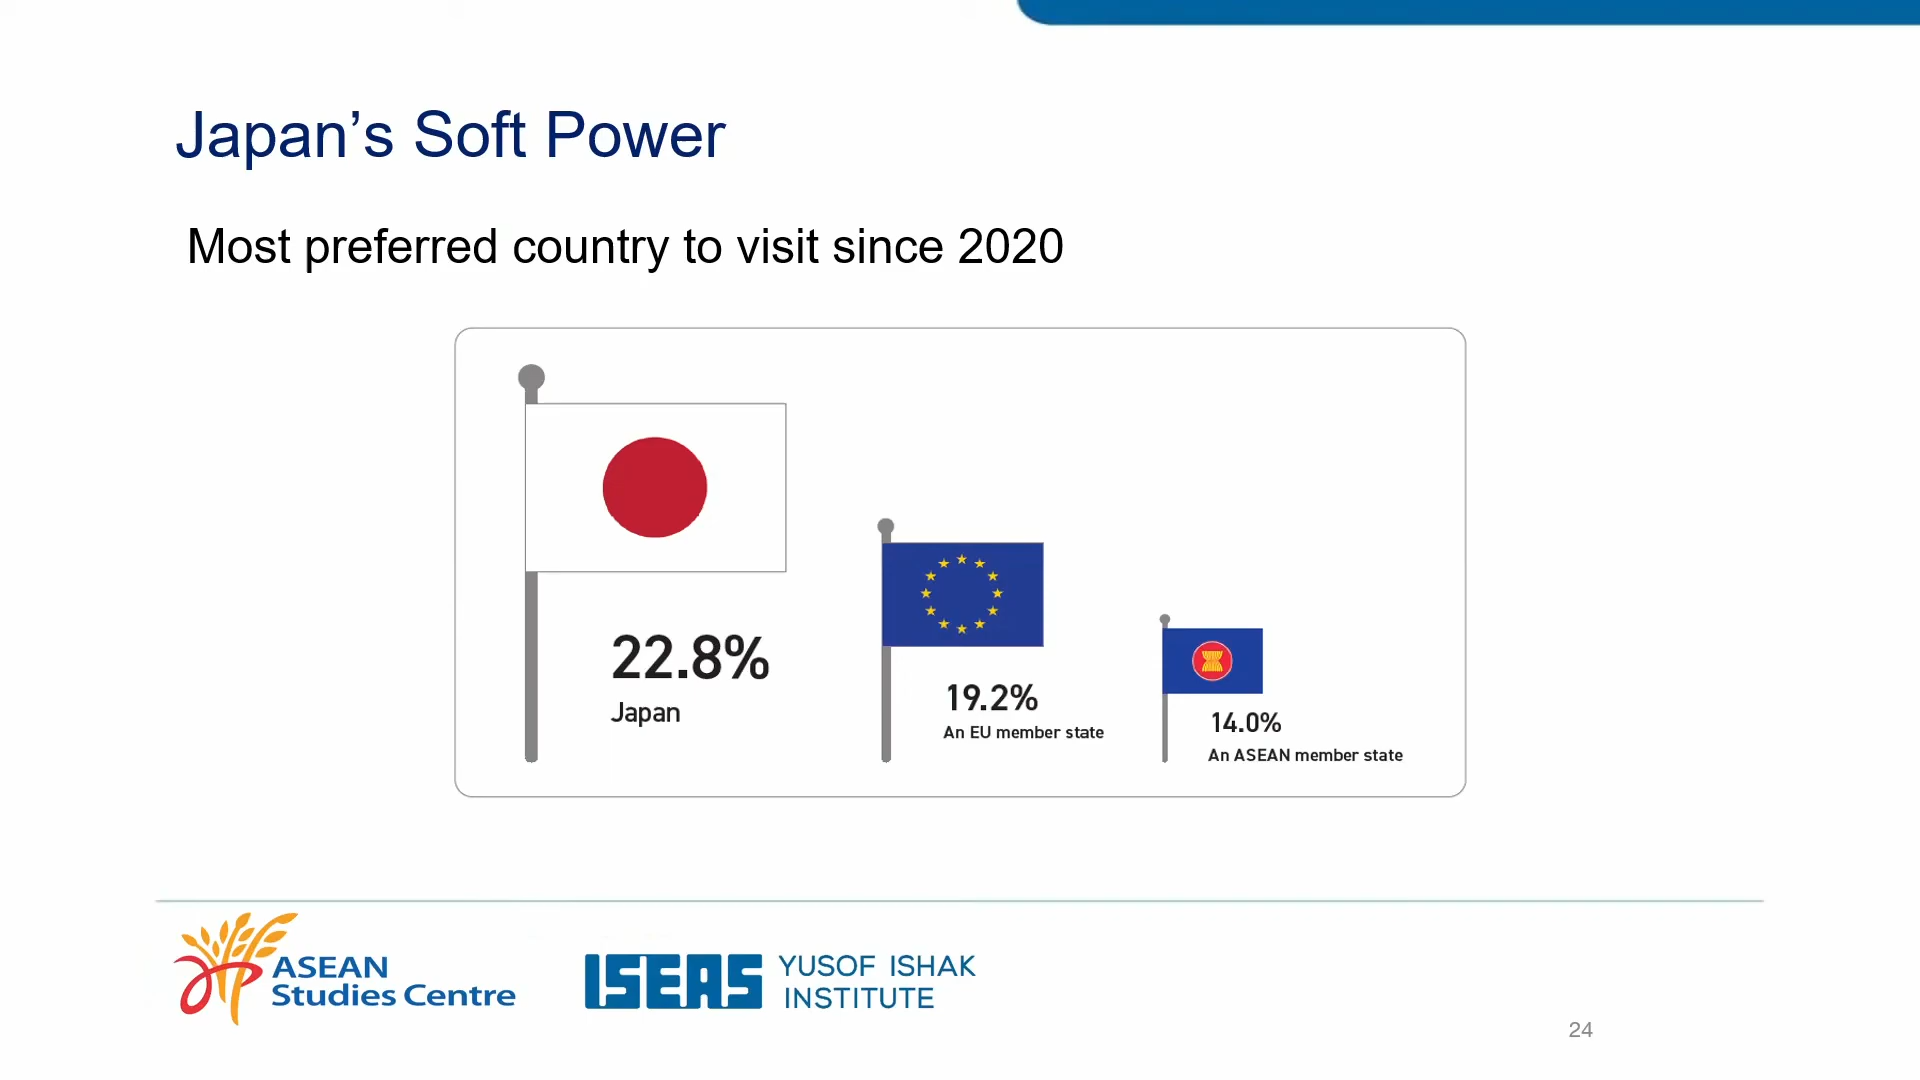 Japan’s Soft Power
Most preferred country to visit since 2020
22.8%
Japan
19.2%
An EU member state
14.0%
An ASEAN member state
ASEAN
Studies Centre
ISEAS
YUSOF ISHAK
INSTITUTE
24